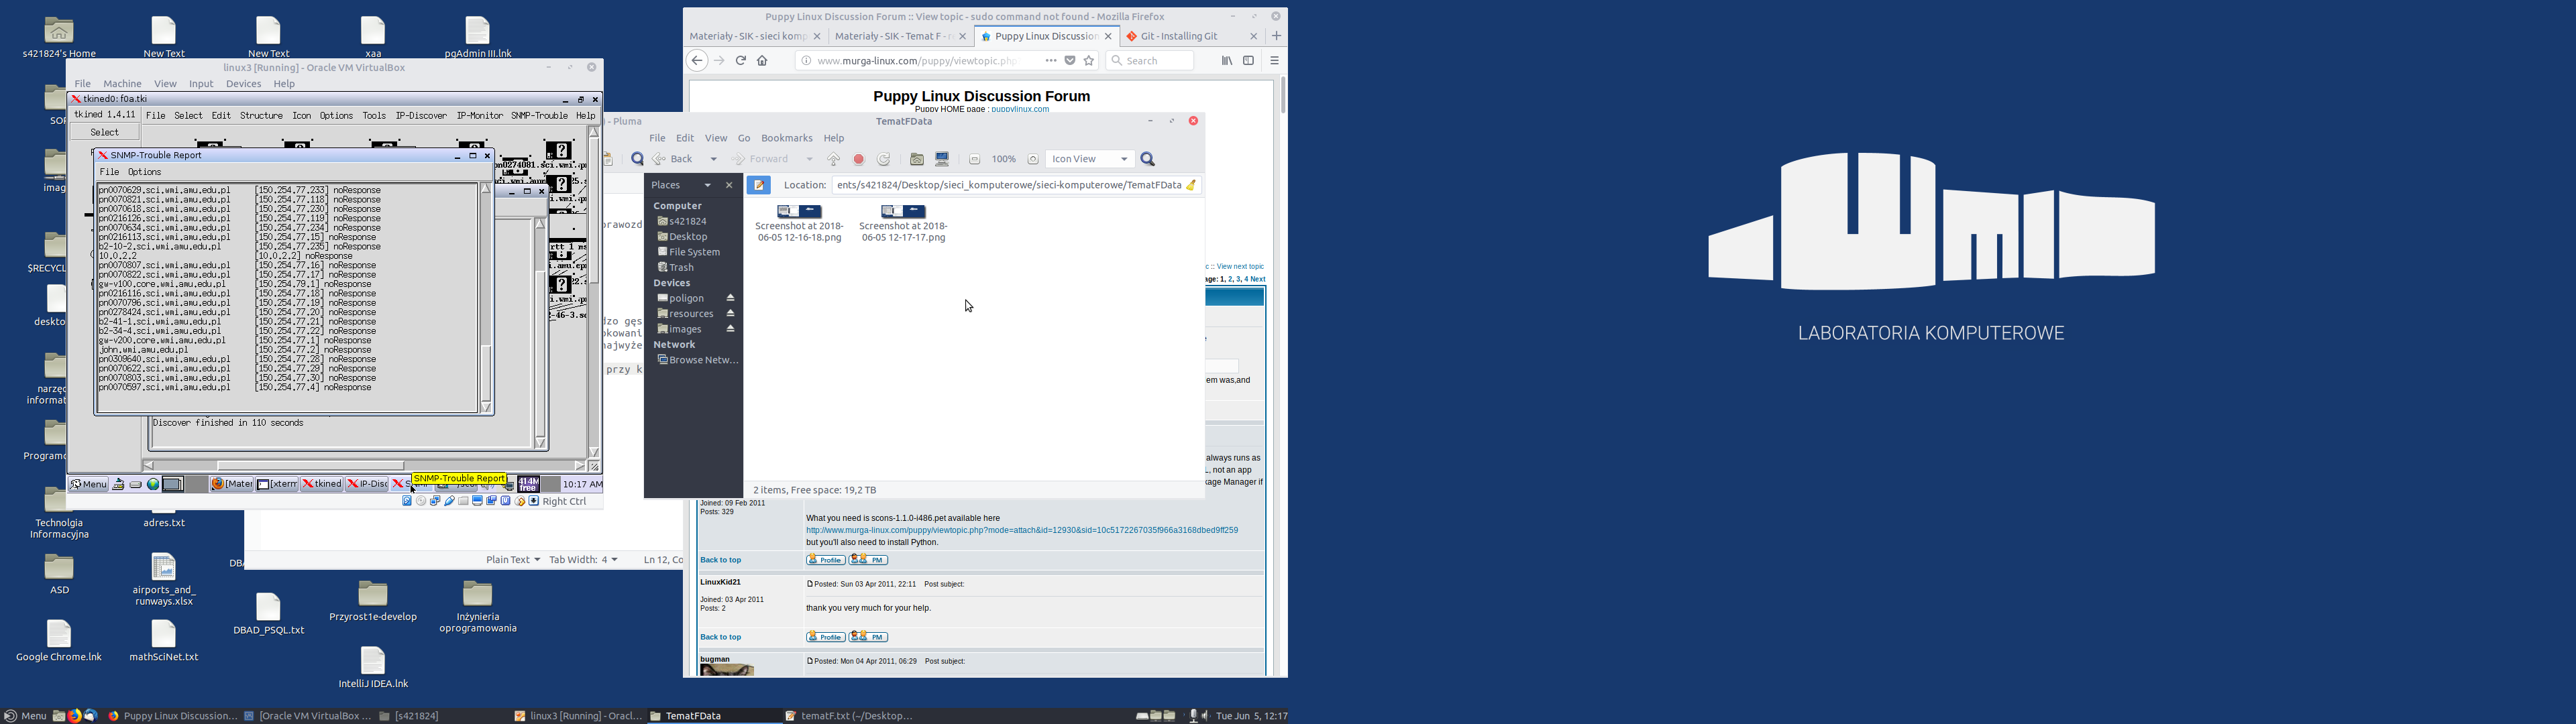 s421824's Home
New Text
New Text
xaa
pgAdmin III.lnk
SOP
imag
$RECYCL
deskto
narzęc
informat
Programo
Technolgia
Informacyjna
adres.txt
ASD
airports_and_
runways.xlsx
DBAD_PSQL.txt
Przyrost1e-develop
Inżynieria
oprogramowania
Google Chrome.lnk
mathSciNet.txt
IntelliJ IDEA.lnk
linux3 [Running] - Oracle VM VirtualBox
File Machine View Input Devices Help
tkined0: f0a.tki
tkined 1.4.11
File Select Edit Structure Icon Options Tools IP-Discover IP-Monitor SNMP-Trouble Help
Select
SNMP-Trouble Report
File Options
pn0070629.sci.wmi.amu.edu.pl [150.254.77.233] noResponse
pn0070821.sci.wmi.amu.edu.pl [150.254.77.118] noResponse
pn0070618.sci.wmi.amu.edu.pl [150.254.77.230] noResponse
pn0216126.sci.wmi.amu.edu.pl [150.254.77.119] noResponse
pn0070634.sci.wmi.amu.edu.pl [150.254.77.234] noResponse
pn0216113.sci.wmi.amu.edu.pl [150.254.77.15] noResponse
b2-10-2.sci.wmi.amu.edu.pl [150.254.77.235] noResponse
10.0.2.2 [10.0.2.2] noResponse
pn0070807.sci.wmi.amu.edu.pl [150.254.77.16] noResponse
pn0070822.sci.wmi.amu.edu.pl [150.254.77.17] noResponse
gw-v100.core.wmi.amu.edu.pl [150.254.79.1] noResponse
pn0216116.sci.wmi.amu.edu.pl [150.254.77.18] noResponse
pn0070796.sci.wmi.amu.edu.pl [150.254.77.19] noResponse
pn0278424.sci.wmi.amu.edu.pl [150.254.77.20] noResponse
b2-41-1.sci.wmi.amu.edu.pl [150.254.77.21] noResponse
b2-34-4.sci.wmi.amu.edu.pl [150.254.77.22] noResponse
gw-v200.core.wmi.amu.edu.pl [150.254.77.1] noResponse
john.wmi.amu.edu.pl [150.254.77.2] noResponse
pn0309640.sci.wmi.amu.edu.pl [150.254.77.28] noResponse
pn0070622.sci.wmi.amu.edu.pl [150.254.77.29] noResponse
pn0070803.sci.wmi.amu.edu.pl [150.254.77.30] noResponse
pn0070597.sci.wmi.amu.edu.pl [150.254.77.4] noResponse
Discover finished in 110 seconds
SNMP-Trouble Report
Menu [Mater [xterm tkined IP-Disc 414M free 10:17 AM
Right Ctrl
- Pluma
Plain Text Tab Width: 4 Ln 12, Co
TematFData
File Edit View Go Bookmarks Help
Back Forward 100% Icon View
Places
Location: ents/s421824/Desktop/sieci_komputerowe/sieci-komputerowe/TematFData
Computer
s421824
Desktop
File System
Trash
Devices
poligon
resources
images
Network
Browse Netw...
Screenshot at 2018-
06-05 12-16-18.png
Screenshot at 2018-
06-05 12-17-17.png
2 items, Free space: 19,2 TB
Puppy Linux Discussion Forum :: View topic - sudo command not found - Mozilla Firefox
Materiały - SIK - sieci komp
Materiały - SIK - Temat F - r
Puppy Linux Discussion
Git - Installing Git
www.murga-linux.com/puppy/viewtopic.php
Search
Puppy Linux Discussion Forum
Puppy HOME page : puppylinux.com
:: View next topic
1, 2, 3, 4 Next
em was,and
always runs as
L, not an app
kage Manager if
Joined: 09 Feb 2011
Posts: 329
What you need is scons-1.1.0-i486.pet available here
http://www.murga-linux.com/puppy/viewtopic.php?mode=attach&id=12930&sid=10c5172267035f966a3168dbed9ff259
but you'll also need to install Python.
Back to top Profile PM
LinuxKid21
Posted: Sun 03 Apr 2011, 22:11 Post subject:
Joined: 03 Apr 2011
Posts: 2
thank you very much for your help.
Back to top Profile PM
bugman
Posted: Mon 04 Apr 2011, 06:29 Post subject:
LABORATORIA KOMPUTEROWE
Menu
Puppy Linux Discussion...
[Oracle VM VirtualBox ...
[s421824]
linux3 [Running] - Oracl...
TematFData
tematF.txt (~/Desktop...
Tue Jun 5, 12:17